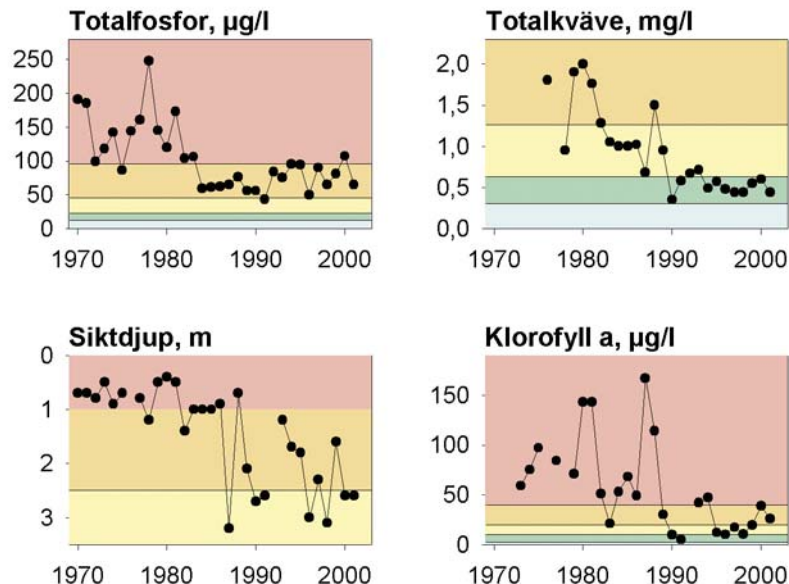 Totalfosfor, µg/l
250
200
150
100
50
0
1970 1980 1990 2000
Totalkväve, mg/l
2,0
1,5
1,0
0,5
0,0
1970 1980 1990 2000
Siktdjup, m
0
1
2
3
1970 1980 1990 2000
Klorofyll a, µg/l
150
100
50
0
1970 1980 1990 2000